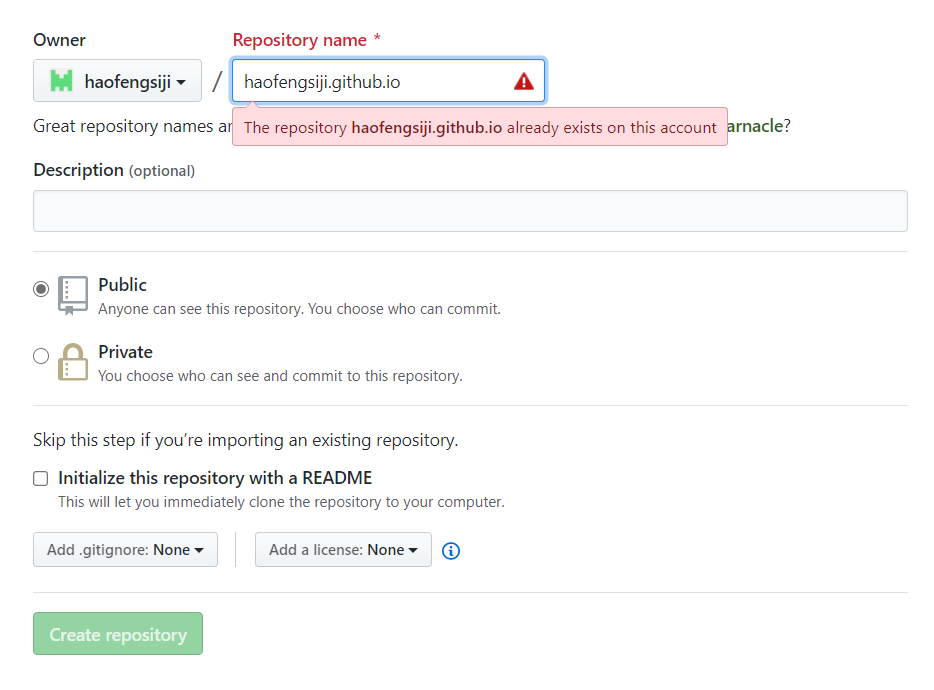 Owner Repository name *
haofengsiji / haofengsiji.github.io
Great repository names ar The repository haofengsiji.github.io already exists on this account arnacle?
Description (optional)
Public
Anyone can see this repository. You choose who can commit.
Private
You choose who can see and commit to this repository.
Skip this step if you’re importing an existing repository.
Initialize this repository with a README
This will let you immediately clone the repository to your computer.
Add .gitignore: None Add a license: None
Create repository